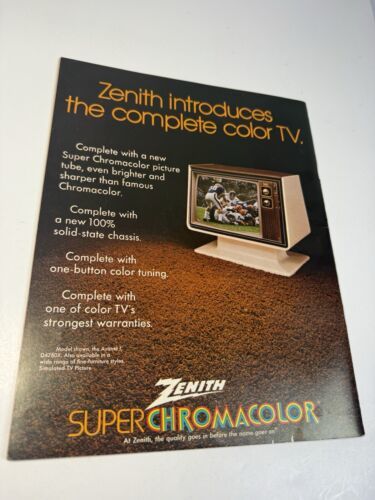 Zenith introduces
the complete color TV.
Complete with a new
Super Chromacolor picture
tube, even brighter and
sharper than famous
Chromacolor.
Complete with
a new 100%
solid-state chassis.
Complete with
one-button color tuning.
Complete with
one of color TV's
strongest warranties.
Model shown, the Avanté I,
D4760X. Also available in a
wide range of fine-furniture styles.
Simulated TV Picture.
ZENITH
SUPER CHROMACOLOR
At Zenith, the quality goes in before the name goes on.®